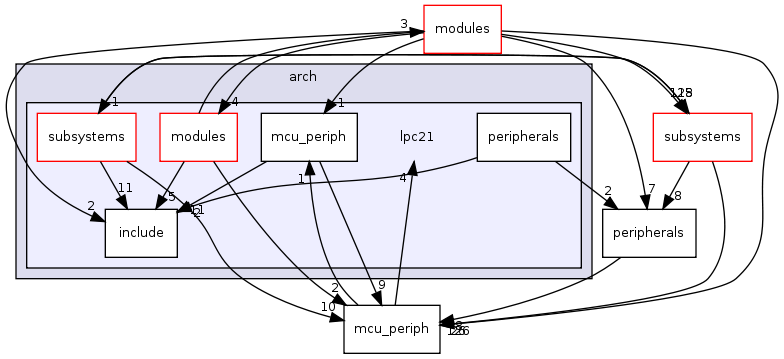 modules
3
arch
1
4
1
subsystems
modules
mcu_periph
lpc21
peripherals
subsystems
4
1
11
5
2
7
8
2
include
peripherals
2
9
10
mcu_periph